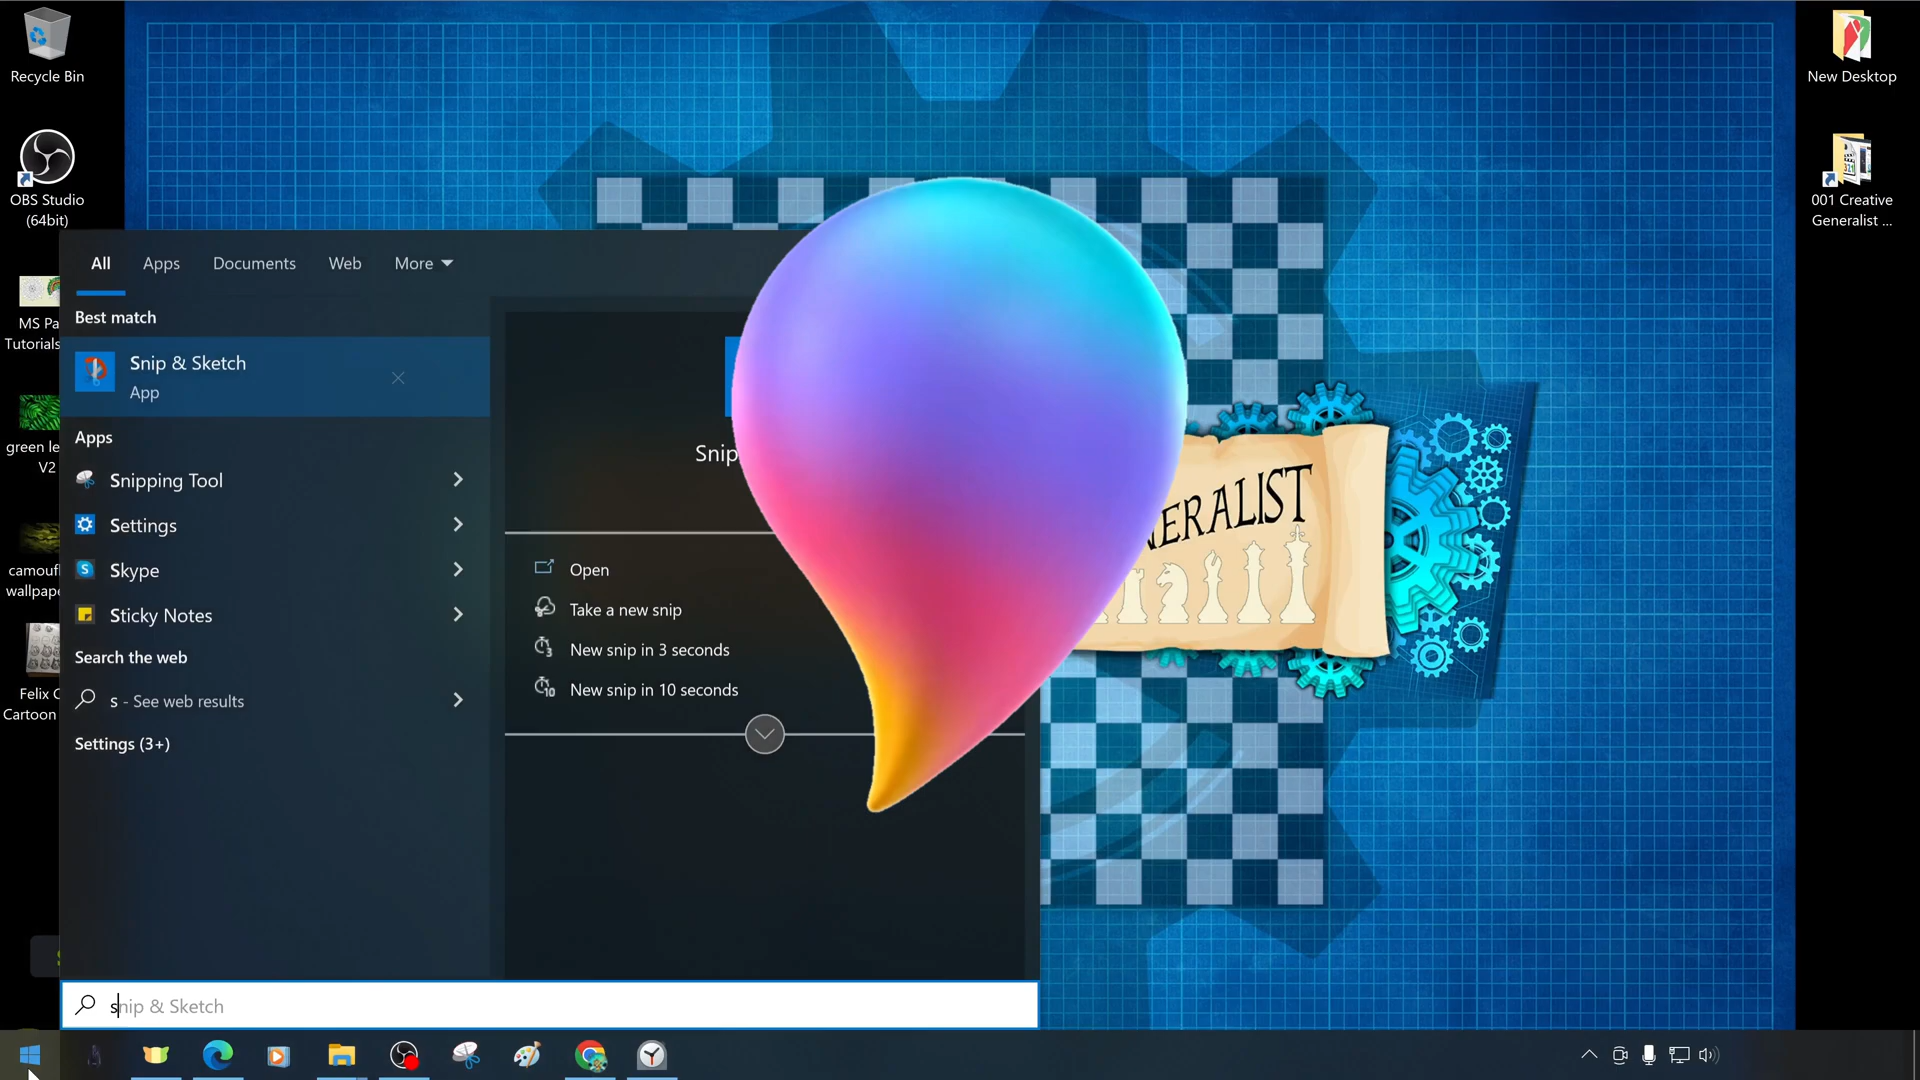 Recycle Bin
OBS Studio
(64bit)
MS Pa
Tutorials
green le
V2
camouf
wallpape
Felix C
Cartoon
New Desktop
001 Creative
Generalist ...
All
Apps
Documents
Web
More
Best match
Snip & Sketch
App
Apps
Snipping Tool
Settings
Skype
Sticky Notes
Search the web
s - See web results
Settings (3+)
Snip
Open
Take a new snip
New snip in 3 seconds
New snip in 10 seconds
NERALIST
snip & Sketch